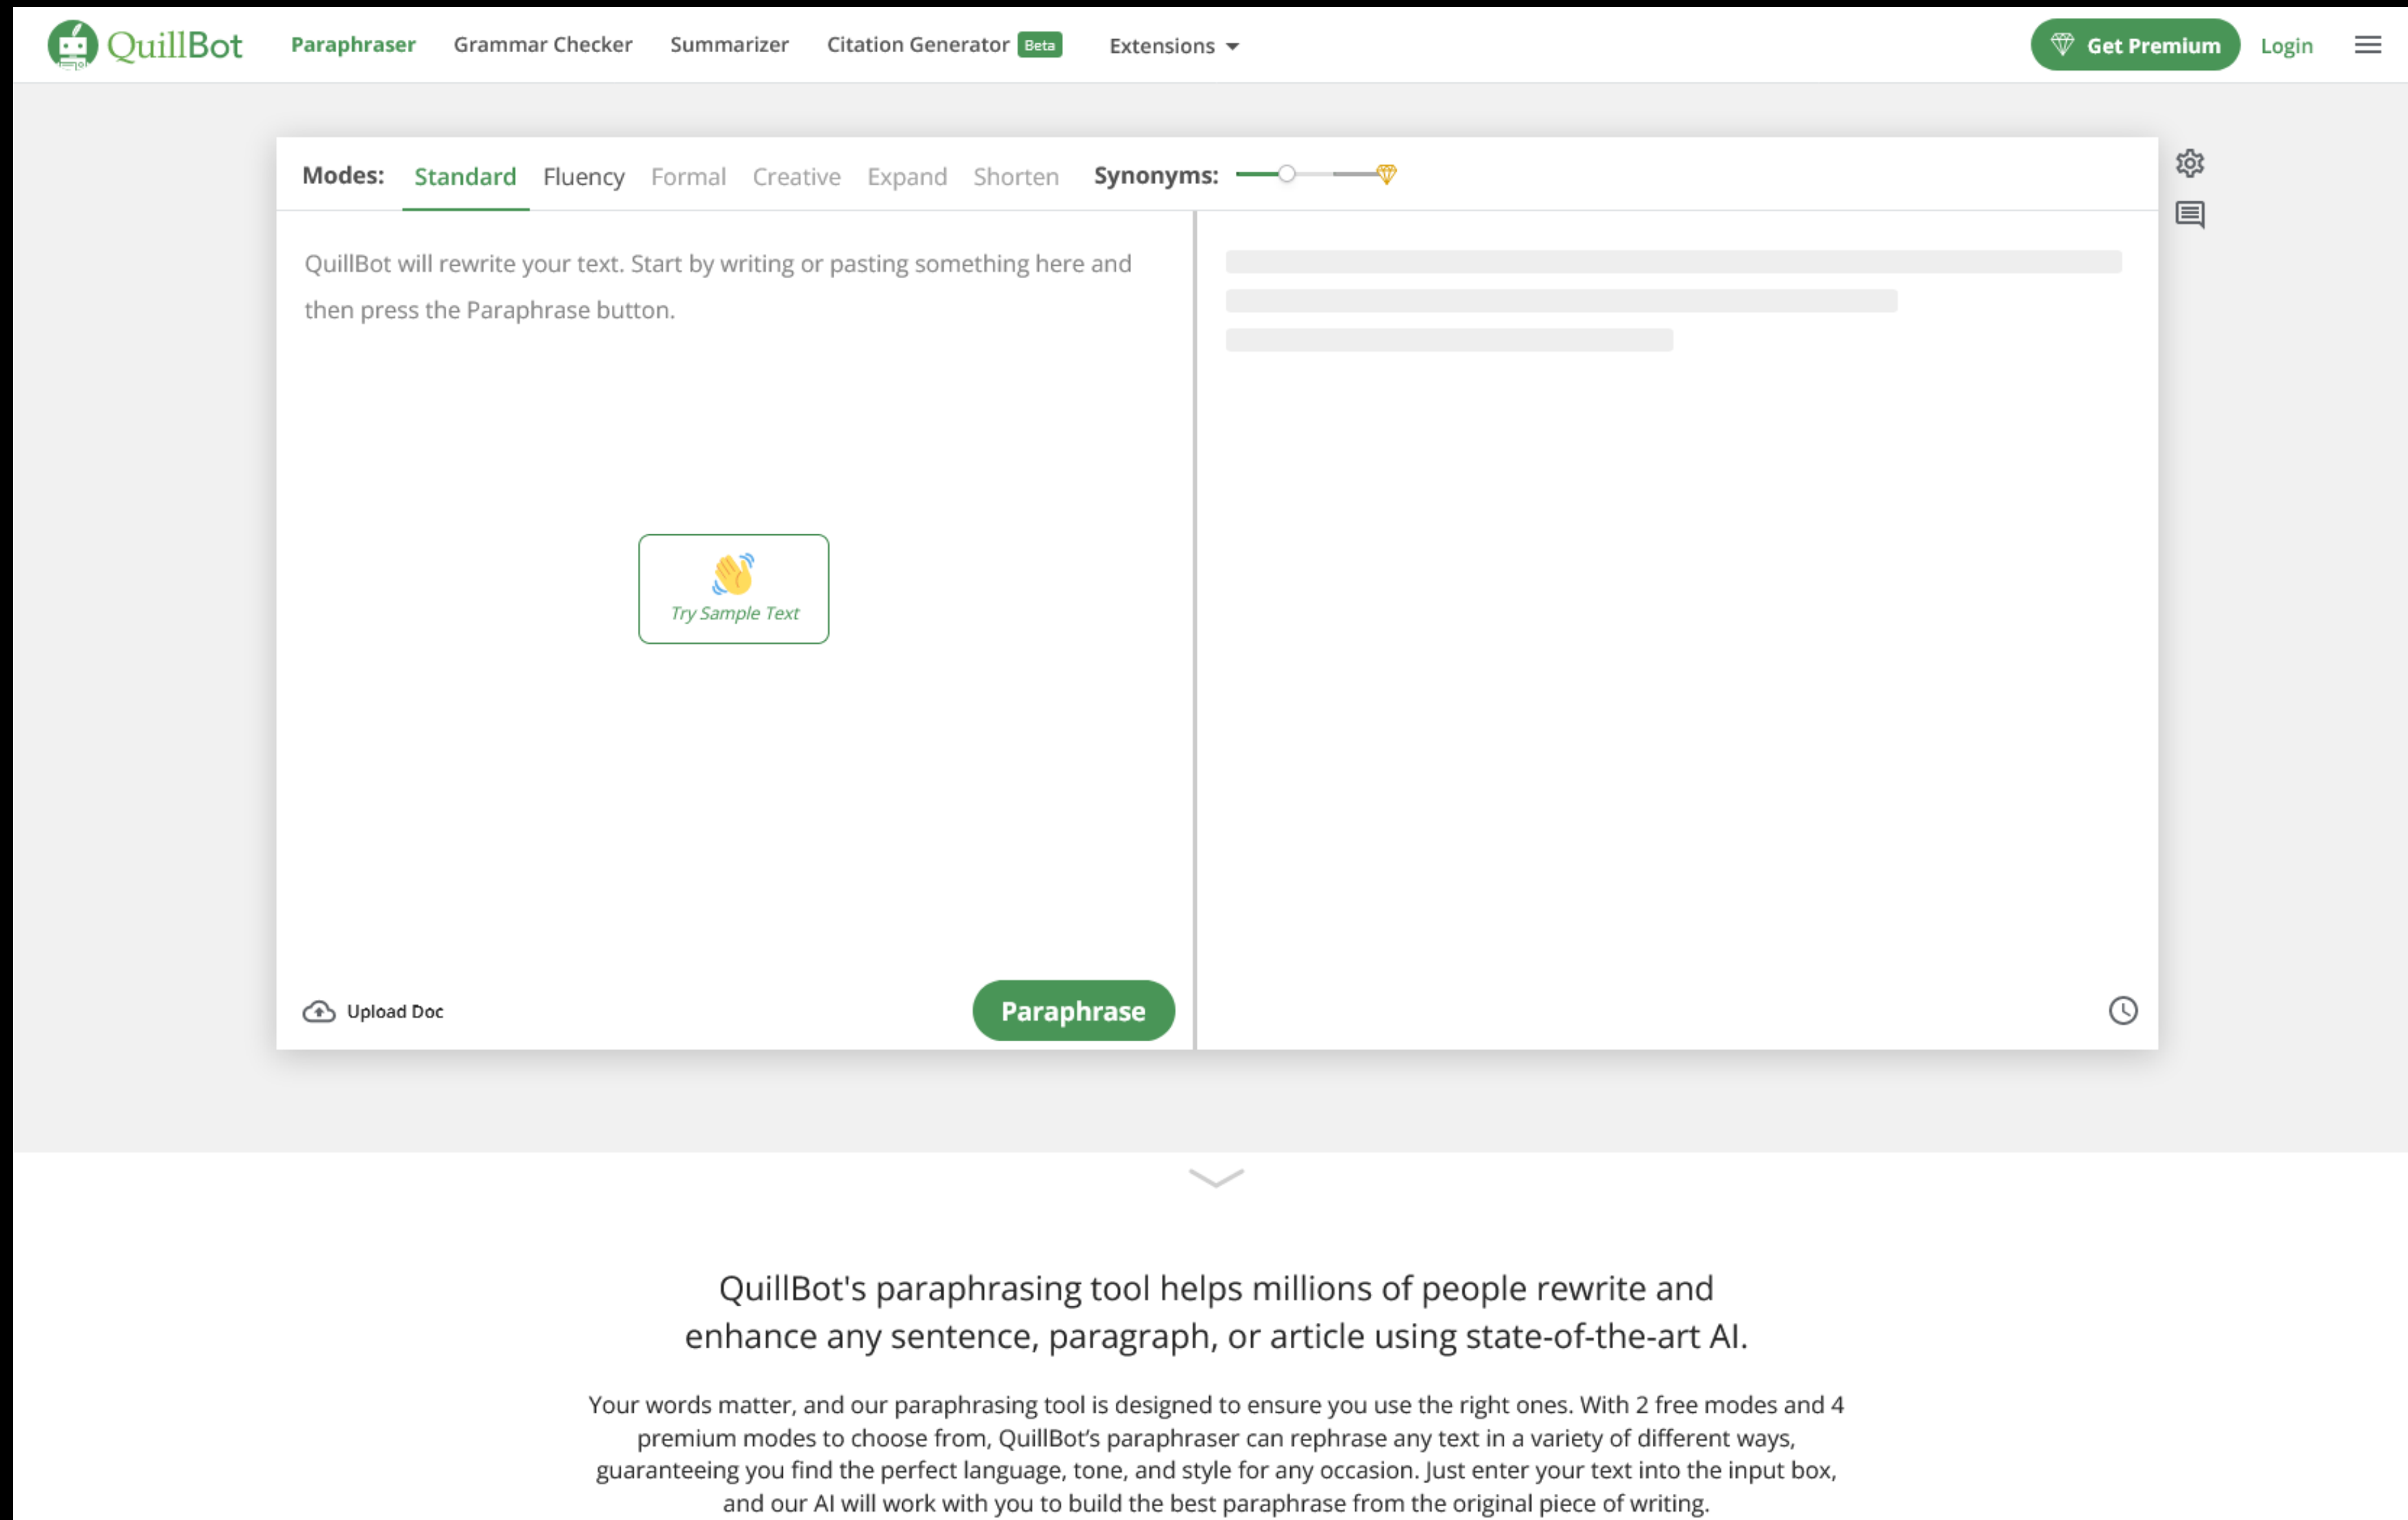 QuillBot
Paraphraser Grammar Checker Summarizer Citation Generator Beta Extensions
Get Premium Login
Modes: Standard Fluency Formal Creative Expand Shorten Synonyms:
QuillBot will rewrite your text. Start by writing or pasting something here and
then press the Paraphrase button.
Try Sample Text
Upload Doc
Paraphrase
QuillBot's paraphrasing tool helps millions of people rewrite and
enhance any sentence, paragraph, or article using state-of-the-art AI.
Your words matter, and our paraphrasing tool is designed to ensure you use the right ones. With 2 free modes and 4
premium modes to choose from, QuillBot’s paraphraser can rephrase any text in a variety of different ways,
guaranteeing you find the perfect language, tone, and style for any occasion. Just enter your text into the input box,
and our AI will work with you to build the best paraphrase from the original piece of writing.